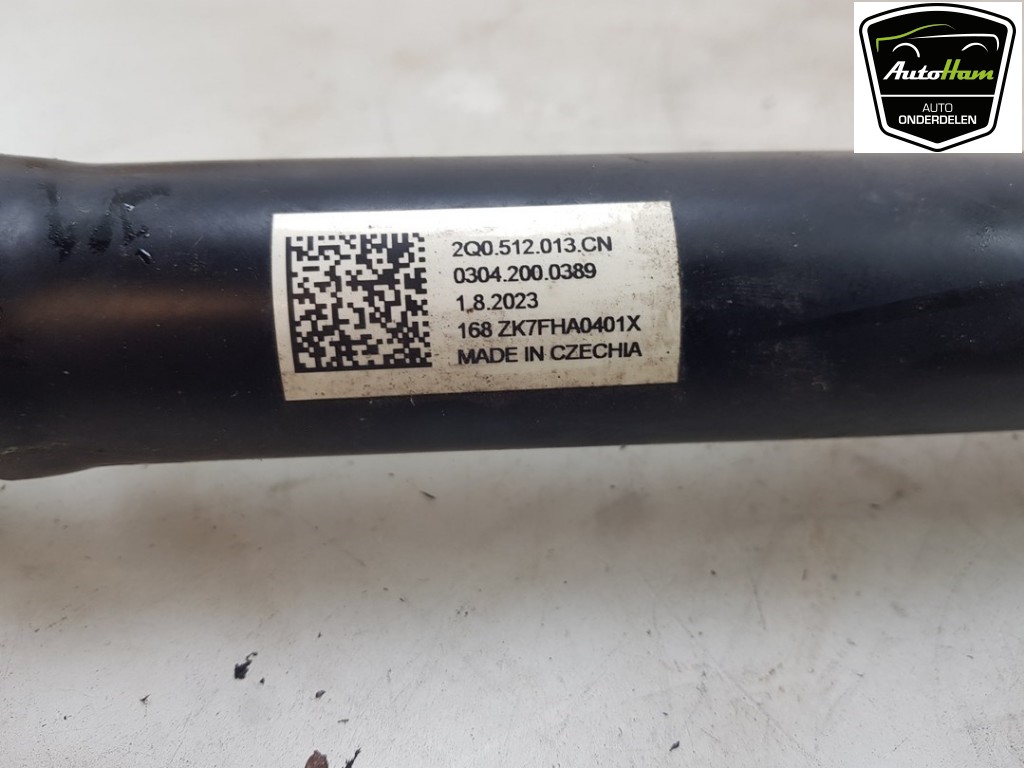 AutoHam
AUTO
ONDERDELEN
2Q0.512.013.CN
0304.200.0389
1.8.2023
168 ZK7FHA0401X
MADE IN CZECHIA